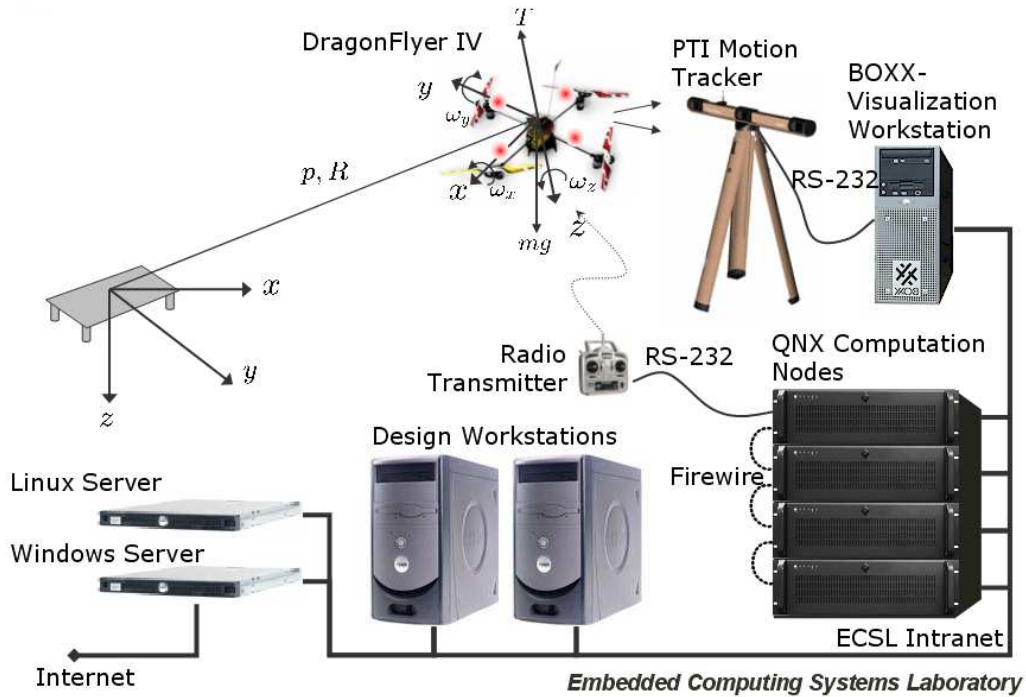 T
DragonFlyer IV
PTI Motion
Tracker
BOXX-
Visualization
Workstation
y
ω_y
RS-232
p, R
x
ω_x
ω_z
z
mg
BOXX
x
y
z
Radio
Transmitter
RS-232
QNX Computation
Nodes
Design Workstations
Firewire
Linux Server
Windows Server
ECSL Intranet
Internet
Embedded Computing Systems Laboratory